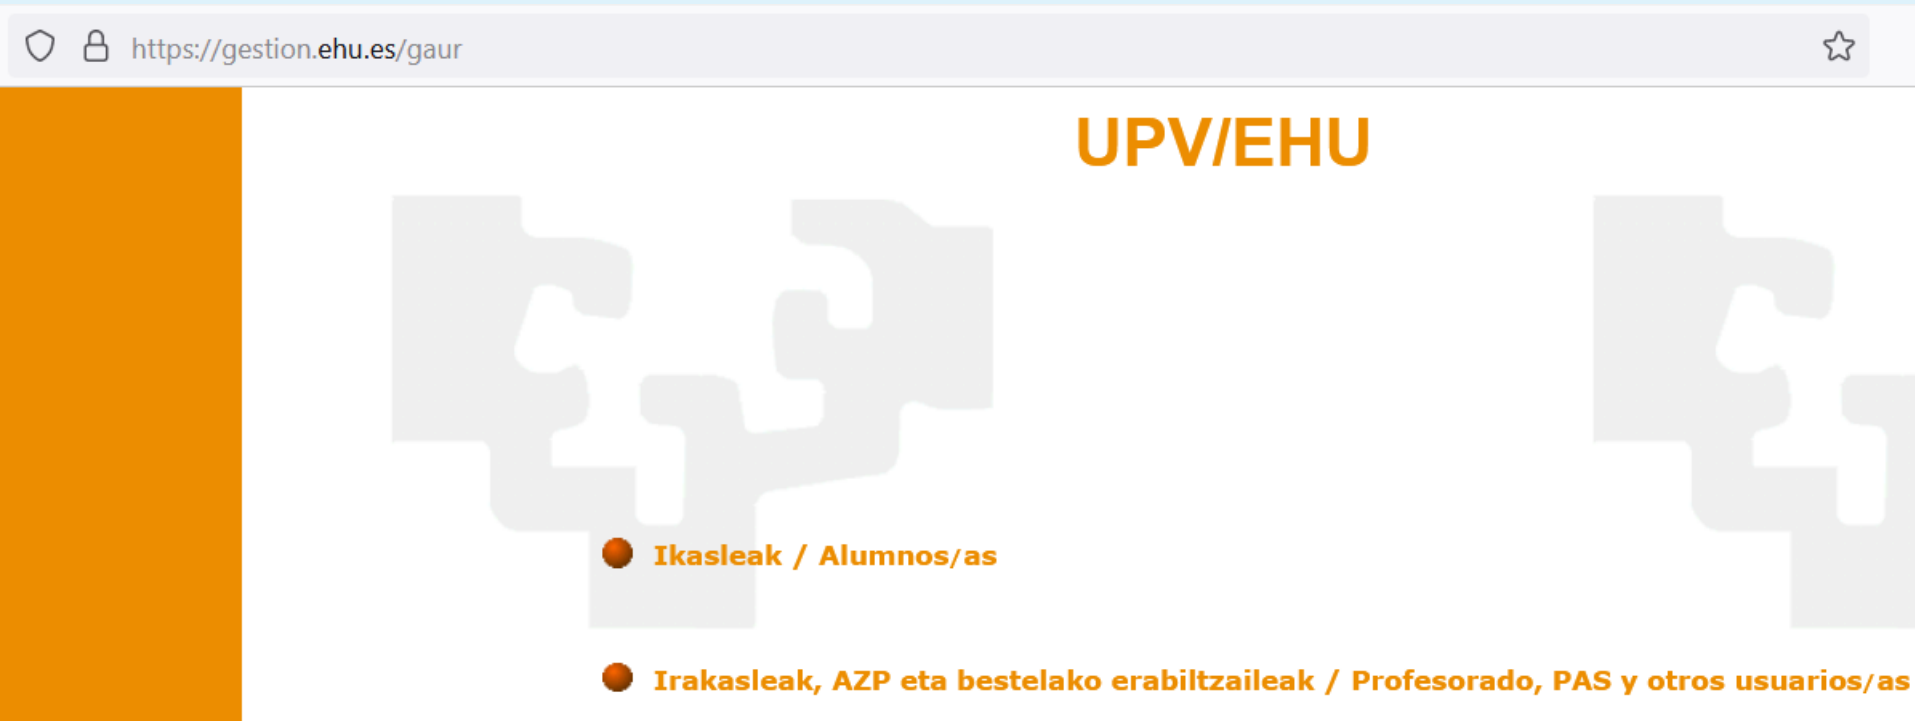 https://gestion.ehu.es/gaur
UPV/EHU
Ikasleak / Alumnos/as
Irakasleak, AZP eta bestelako erabiltzaileak / Profesorado, PAS y otros usuarios/as